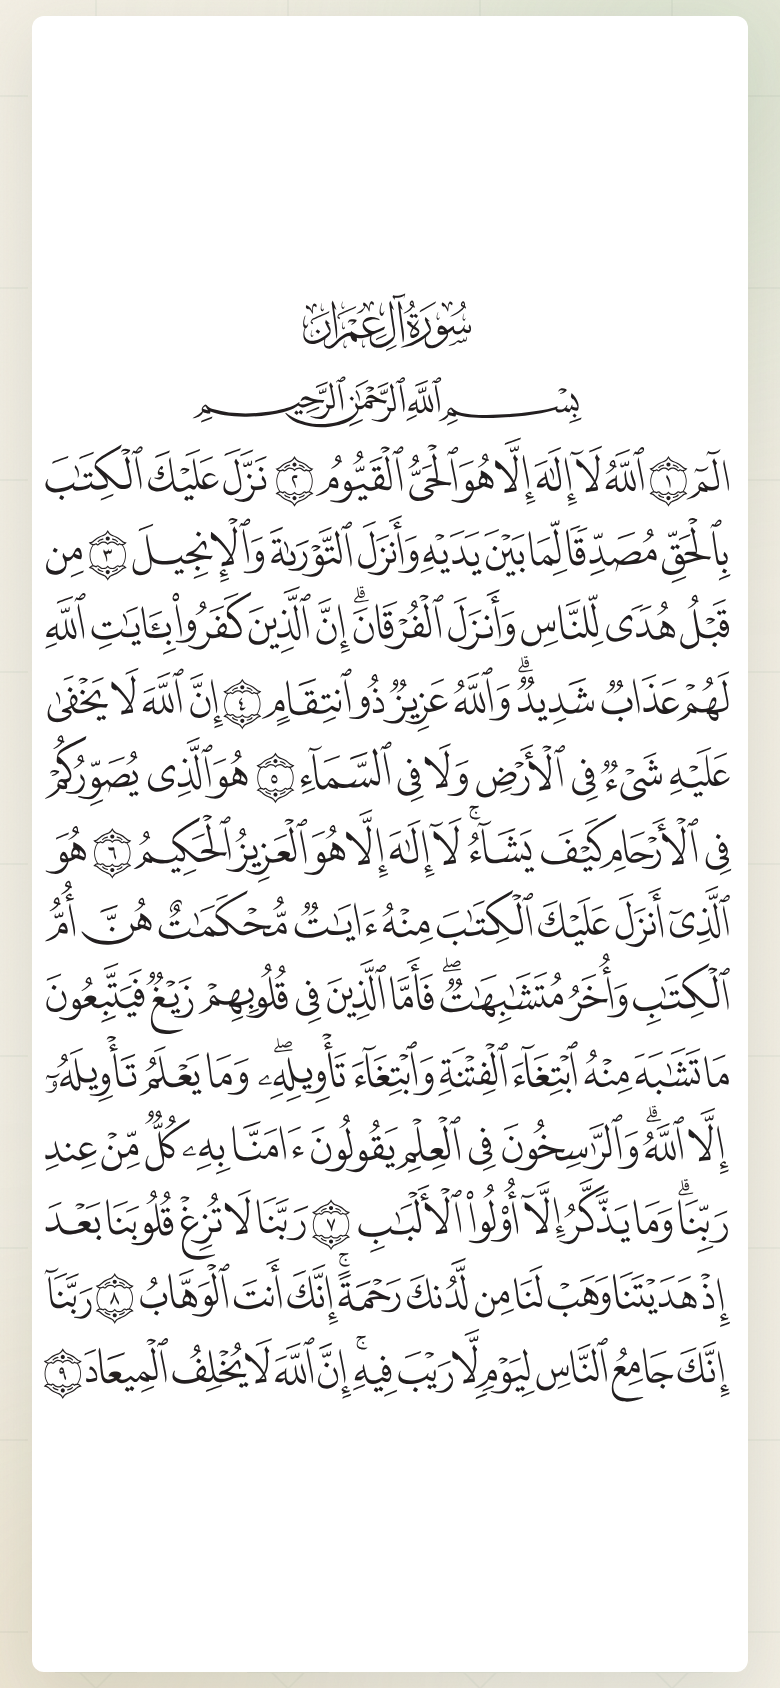 سُورَةُ آلِ عِمۡرَان
بِسۡمِ ٱللَّهِ ٱلرَّحۡمَٰنِ ٱلرَّحِيمِ
الٓمٓ ١ ٱللَّهُ لَآ إِلَٰهَ إِلَّا هُوَ ٱلۡحَيُّ ٱلۡقَيُّومُ ٢ نَزَّلَ عَلَيۡكَ ٱلۡكِتَٰبَ
بِٱلۡحَقِّ مُصَدِّقٗا لِّمَا بَيۡنَ يَدَيۡهِ وَأَنزَلَ ٱلتَّوۡرَىٰةَ وَٱلۡإِنجِيلَ ٣ مِن
قَبۡلُ هُدٗى لِّلنَّاسِ وَأَنزَلَ ٱلۡفُرۡقَانَۗ إِنَّ ٱلَّذِينَ كَفَرُواْ بِـَٔايَٰتِ ٱللَّهِ
لَهُمۡ عَذَابٞ شَدِيدٞۗ وَٱللَّهُ عَزِيزٞ ذُو ٱنتِقَامٍ ٤ إِنَّ ٱللَّهَ لَا يَخۡفَىٰ
عَلَيۡهِ شَيۡءٞ فِي ٱلۡأَرۡضِ وَلَا فِي ٱلسَّمَآءِ ٥ هُوَ ٱلَّذِي يُصَوِّرُكُمۡ
فِي ٱلۡأَرۡحَامِ كَيۡفَ يَشَآءُۚ لَآ إِلَٰهَ إِلَّا هُوَ ٱلۡعَزِيزُ ٱلۡحَكِيمُ ٦ هُوَ
ٱلَّذِيٓ أَنزَلَ عَلَيۡكَ ٱلۡكِتَٰبَ مِنۡهُ ءَايَٰتٞ مُّحۡكَمَٰتٌ هُنَّ أُمُّ
ٱلۡكِتَٰبِ وَأُخَرُ مُتَشَٰبِهَٰتٞۖ فَأَمَّا ٱلَّذِينَ فِي قُلُوبِهِمۡ زَيۡغٞ فَيَتَّبِعُونَ
مَا تَشَٰبَهَ مِنۡهُ ٱبۡتِغَآءَ ٱلۡفِتۡنَةِ وَٱبۡتِغَآءَ تَأۡوِيلِهِۦۖ وَمَا يَعۡلَمُ تَأۡوِيلَهُۥٓ
إِلَّا ٱللَّهُۗ وَٱلرَّٰسِخُونَ فِي ٱلۡعِلۡمِ يَقُولُونَ ءَامَنَّا بِهِۦ كُلّٞ مِّنۡ عِندِ
رَبِّنَاۗ وَمَا يَذَّكَّرُ إِلَّآ أُوْلُواْ ٱلۡأَلۡبَٰبِ ٧ رَبَّنَا لَا تُزِغۡ قُلُوبَنَا بَعۡدَ
إِذۡ هَدَيۡتَنَا وَهَبۡ لَنَا مِن لَّدُنكَ رَحۡمَةًۚ إِنَّكَ أَنتَ ٱلۡوَهَّابُ ٨ رَبَّنَآ
إِنَّكَ جَامِعُ ٱلنَّاسِ لِيَوۡمٖ لَّا رَيۡبَ فِيهِۚ إِنَّ ٱللَّهَ لَا يُخۡلِفُ ٱلۡمِيعَادَ ٩